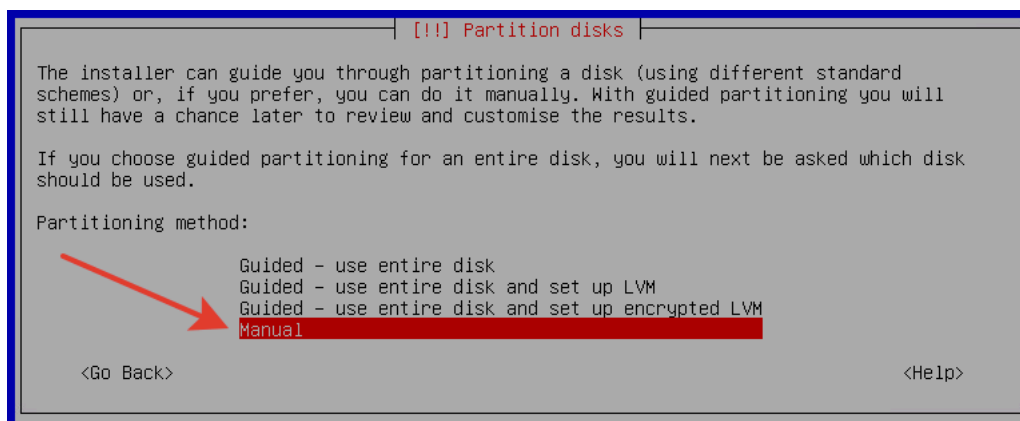 [!!] Partition disks
The installer can guide you through partitioning a disk (using different standard
schemes) or, if you prefer, you can do it manually. With guided partitioning you will
still have a chance later to review and customise the results.
If you choose guided partitioning for an entire disk, you will next be asked which disk
should be used.
Partitioning method:
Guided - use entire disk
Guided - use entire disk and set up LVM
Guided - use entire disk and set up encrypted LVM
Manual
<Go Back> <Help>